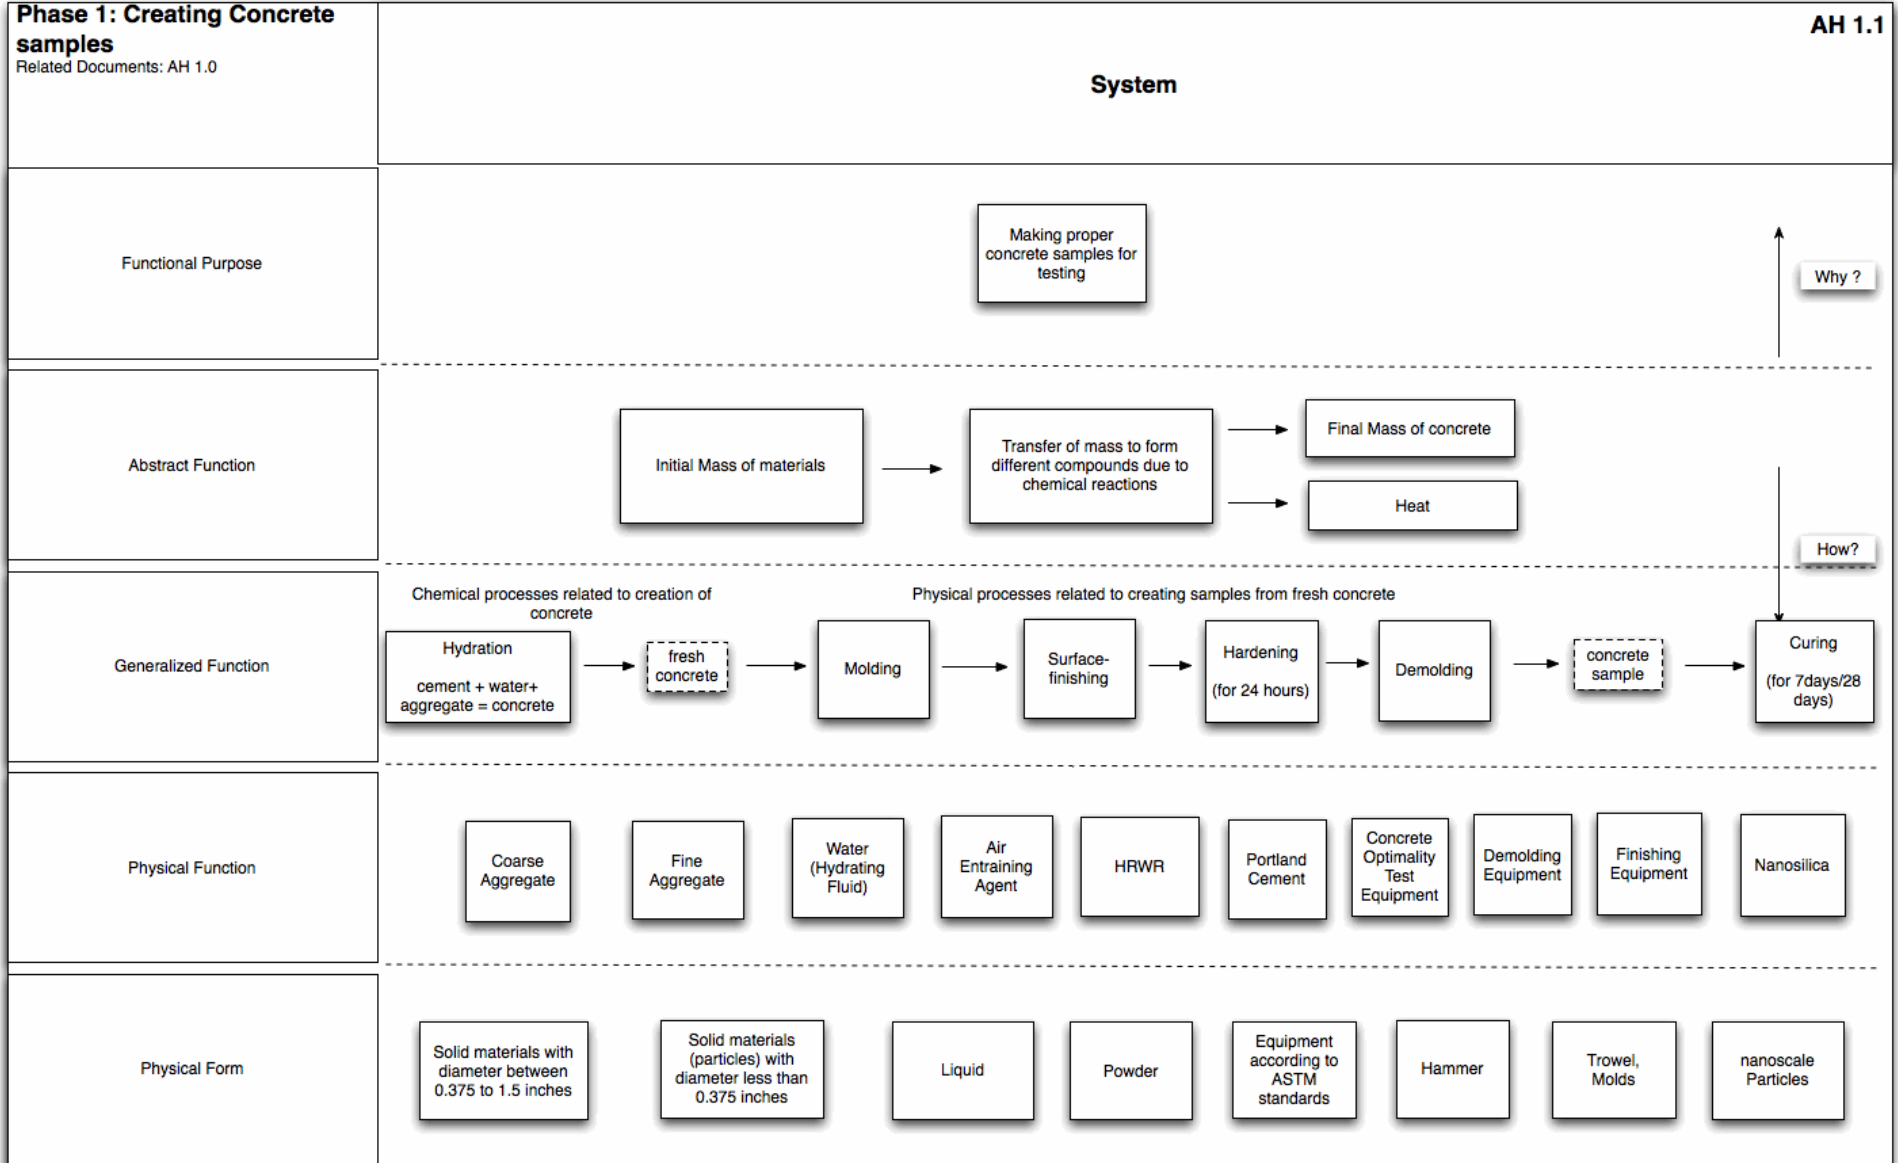 Phase 1: Creating Concrete
samples
Related Documents: AH 1.0
AH 1.1
System
Functional Purpose
Making proper
concrete samples for
testing
Why ?
Abstract Function
Initial Mass of materials
Transfer of mass to form
different compounds due to
chemical reactions
Final Mass of concrete
Heat
How?
Generalized Function
Chemical processes related to creation of
concrete
Physical processes related to creating samples from fresh concrete
Hydration
cement + water+
aggregate = concrete
fresh
concrete
Molding
Surface-
finishing
Hardening
(for 24 hours)
Demolding
concrete
sample
Curing
(for 7days/28
days)
Physical Function
Coarse
Aggregate
Fine
Aggregate
Water
(Hydrating
Fluid)
Air
Entraining
Agent
HRWR
Portland
Cement
Concrete
Optimality
Test
Equipment
Demolding
Equipment
Finishing
Equipment
Nanosilica
Physical Form
Solid materials with
diameter between
0.375 to 1.5 inches
Solid materials
(particles) with
diameter less than
0.375 inches
Liquid
Powder
Equipment
according to
ASTM
standards
Hammer
Trowel,
Molds
nanoscale
Particles